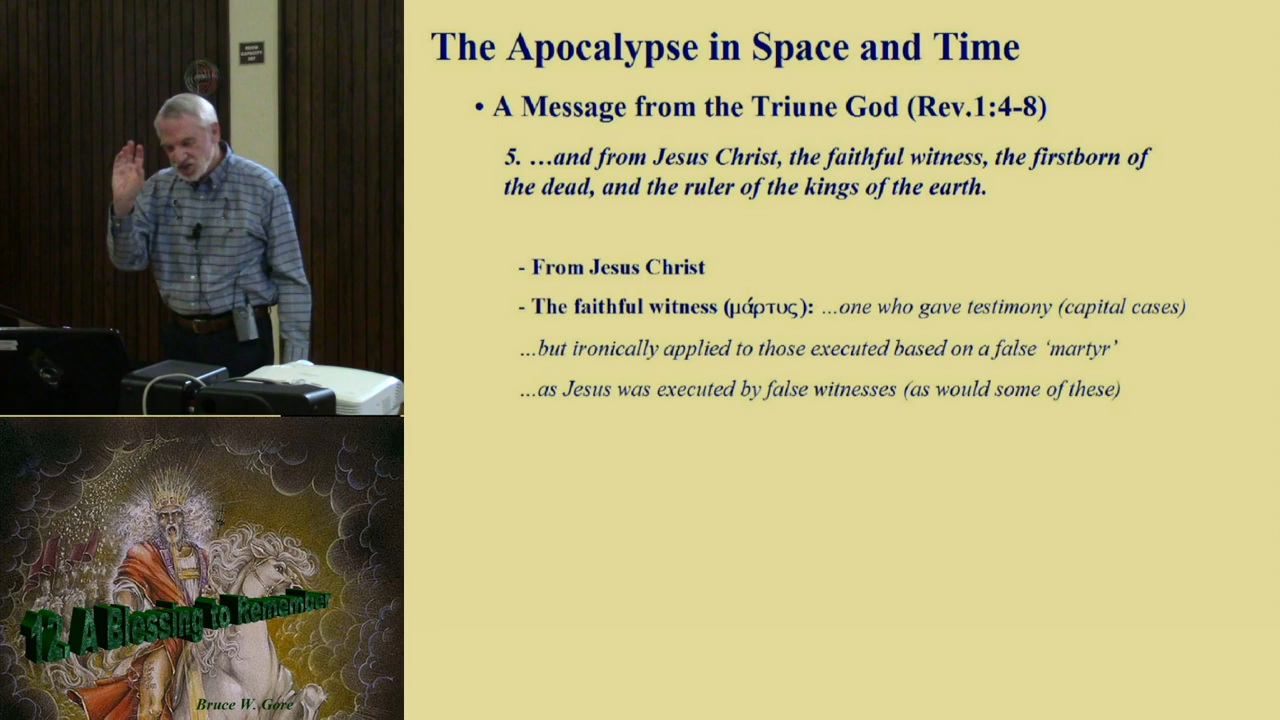 The Apocalypse in Space and Time
• A Message from the Triune God (Rev.1:4-8)
5. …and from Jesus Christ, the faithful witness, the firstborn of
the dead, and the ruler of the kings of the earth.
- From Jesus Christ
- The faithful witness (μάρτυς): …one who gave testimony (capital cases)
…but ironically applied to those executed based on a false ‘martyr’
…as Jesus was executed by false witnesses (as would some of these)
12. A Blessing to Remember
Bruce W. Gore